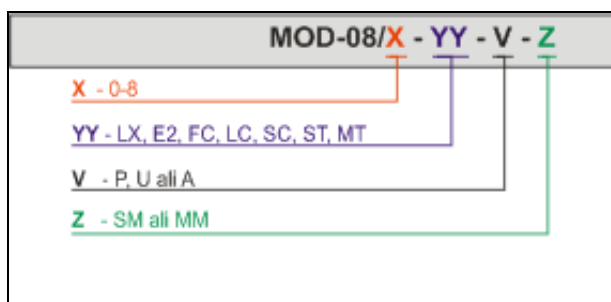 MOD-08/X - YY - V - Z
X - 0-8
YY - LX, E2, FC, LC, SC, ST, MT
V - P, U ali A
Z - SM ali MM